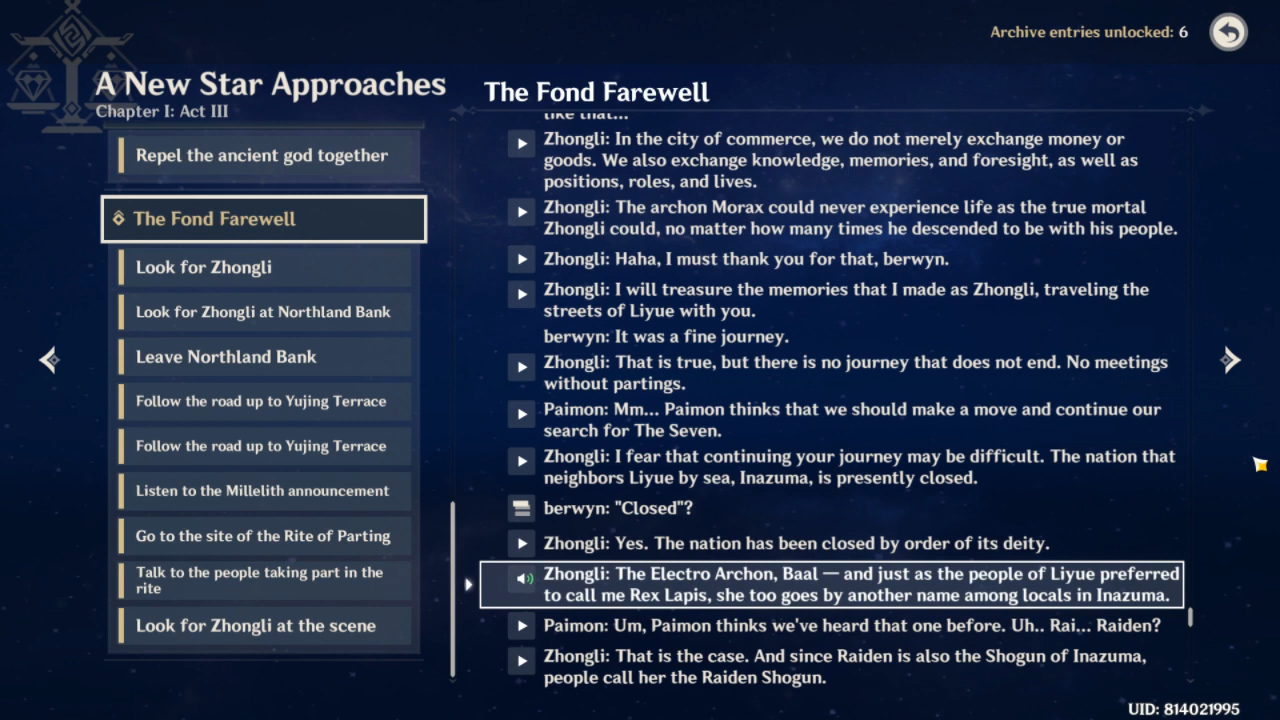 Archive entries unlocked: 6
A New Star Approaches
Chapter I: Act III
Repel the ancient god together
The Fond Farewell
Look for Zhongli
Look for Zhongli at Northland Bank
Leave Northland Bank
Follow the road up to Yujing Terrace
Follow the road up to Yujing Terrace
Listen to the Millelith announcement
Go to the site of the Rite of Parting
Talk to the people taking part in the
rite
Look for Zhongli at the scene
The Fond Farewell
like that...
Zhongli: In the city of commerce, we do not merely exchange money or
goods. We also exchange knowledge, memories, and foresight, as well as
positions, roles, and lives.
Zhongli: The archon Morax could never experience life as the true mortal
Zhongli could, no matter how many times he descended to be with his people.
Zhongli: Haha, I must thank you for that, berwyn.
Zhongli: I will treasure the memories that I made as Zhongli, traveling the
streets of Liyue with you.
berwyn: It was a fine journey.
Zhongli: That is true, but there is no journey that does not end. No meetings
without partings.
Paimon: Mm... Paimon thinks that we should make a move and continue our
search for The Seven.
Zhongli: I fear that continuing your journey may be difficult. The nation that
neighbors Liyue by sea, Inazuma, is presently closed.
berwyn: "Closed"?
Zhongli: Yes. The nation has been closed by order of its deity.
Zhongli: The Electro Archon, Baal — and just as the people of Liyue preferred
to call me Rex Lapis, she too goes by another name among locals in Inazuma.
Paimon: Um, Paimon thinks we've heard that one before. Uh.. Rai... Raiden?
Zhongli: That is the case. And since Raiden is also the Shogun of Inazuma,
people call her the Raiden Shogun.
UID: 814021995